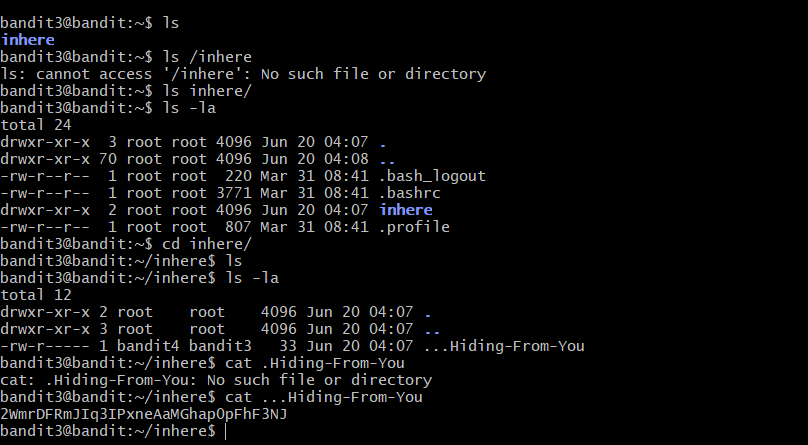 bandit3@bandit:~$ ls
inhere
bandit3@bandit:~$ ls /inhere
ls: cannot access '/inhere': No such file or directory
bandit3@bandit:~$ ls inhere/
bandit3@bandit:~$ ls -la
total 24
drwxr-xr-x  3 root root 4096 Jun 20 04:07 .
drwxr-xr-x 70 root root 4096 Jun 20 04:08 ..
-rw-r--r--  1 root root  220 Mar 31 08:41 .bash_logout
-rw-r--r--  1 root root 3771 Mar 31 08:41 .bashrc
drwxr-xr-x  2 root root 4096 Jun 20 04:07 inhere
-rw-r--r--  1 root root  807 Mar 31 08:41 .profile
bandit3@bandit:~$ cd inhere/
bandit3@bandit:~/inhere$ ls
bandit3@bandit:~/inhere$ ls -la
total 12
drwxr-xr-x 2 root    root    4096 Jun 20 04:07 .
drwxr-xr-x 3 root    root    4096 Jun 20 04:07 ..
-rw-r----- 1 bandit4 bandit3   33 Jun 20 04:07 ...Hiding-From-You
bandit3@bandit:~/inhere$ cat .Hiding-From-You
cat: .Hiding-From-You: No such file or directory
bandit3@bandit:~/inhere$ cat ...Hiding-From-You
2WmrDFRmJIq3IPxneAaMGhap0pFhF3NJ
bandit3@bandit:~/inhere$